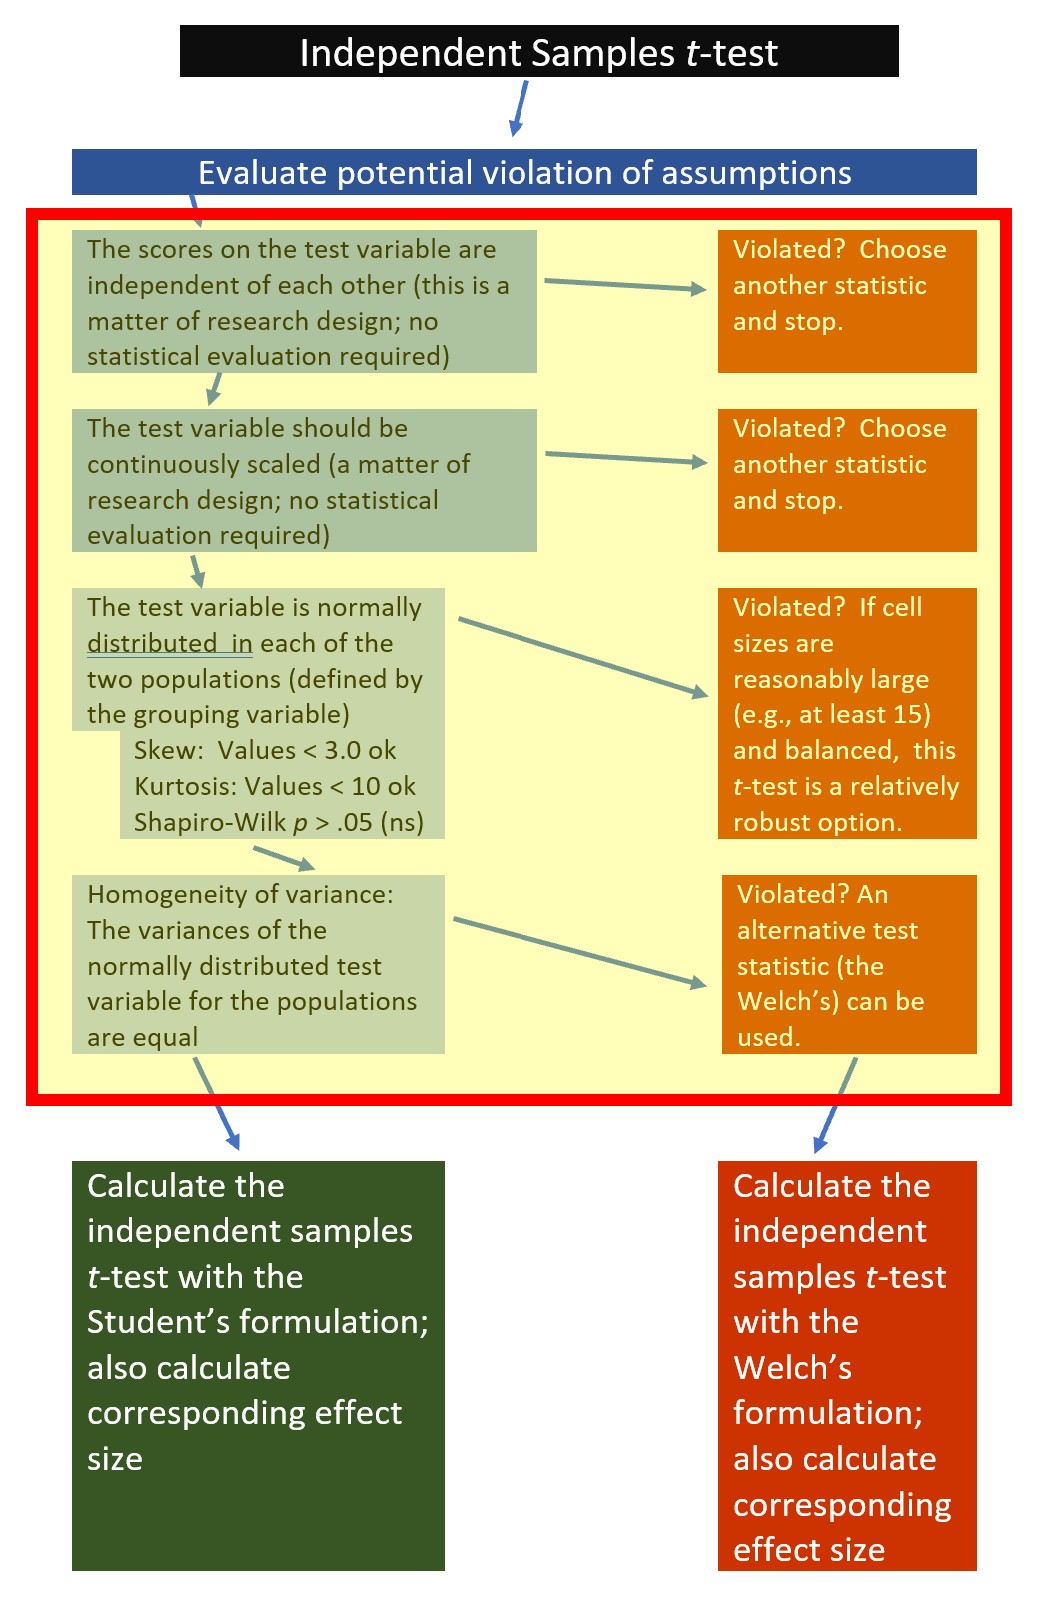 Independent Samples t-test
Evaluate potential violation of assumptions
The scores on the test variable are
independent of each other (this is a
matter of research design; no
statistical evaluation required)
Violated?  Choose
another statistic
and stop.
The test variable should be
continuously scaled (a matter of
research design; no statistical
evaluation required)
Violated?  Choose
another statistic
and stop.
The test variable is normally
distributed  in each of the
two populations (defined by
the grouping variable)
Skew:  Values < 3.0 ok
Kurtosis: Values < 10 ok
Shapiro-Wilk p > .05 (ns)
Violated?  If cell
sizes are
reasonably large
(e.g., at least 15)
and balanced,  this
t-test is a relatively
robust option.
Homogeneity of variance:
The variances of the
normally distributed test
variable for the populations
are equal
Violated? An
alternative test
statistic (the
Welch’s) can be
used.
Calculate the
independent samples
t-test with the
Student’s formulation;
also calculate
corresponding effect
size
Calculate the
independent
samples t-test
with the
Welch’s
formulation;
also calculate
corresponding
effect size